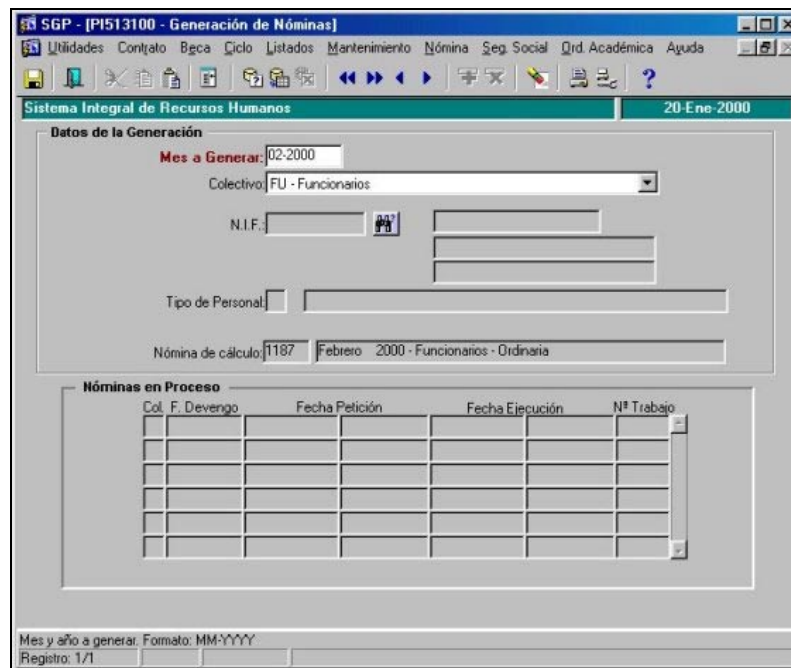 SGP - [PI513100 - Generación de Nóminas]
Utilidades Contrato Beca Ciclo Listados Mantenimiento Nómina Seg. Social Ord. Académica Ayuda
Sistema Integral de Recursos Humanos 20-Ene-2000
Datos de la Generación
Mes a Generar: 02-2000
Colectivo: FU - Funcionarios
N.I.F.:
Tipo de Personal:
Nómina de cálculo: 1187 Febrero 2000 - Funcionarios - Ordinaria
Nóminas en Proceso
Col. F. Devengo Fecha Petición Fecha Ejecución Nº Trabajo
Mes y año a generar. Formato: MM-YYYY
Registro: 1/1